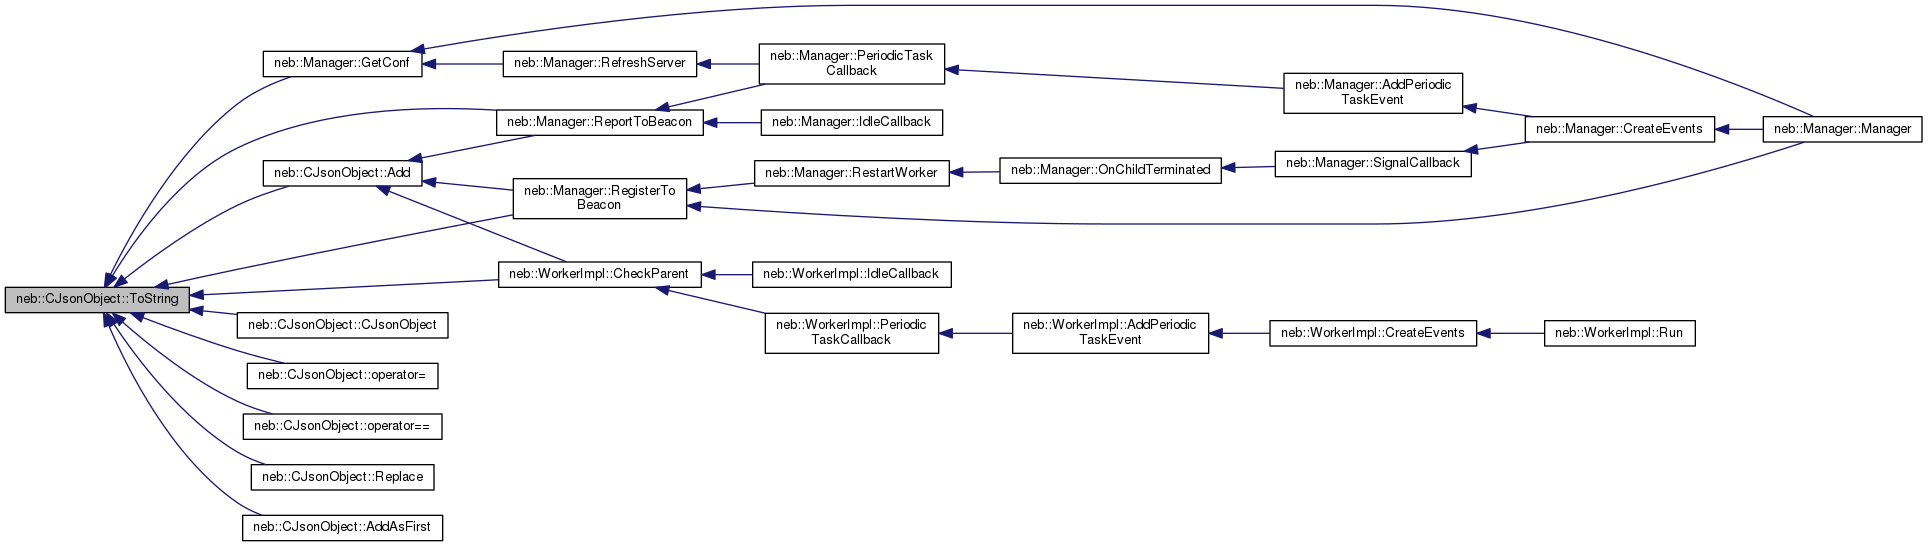 neb::CJsonObject::ToString
neb::Manager::GetConf
neb::Manager::RefreshServer
neb::Manager::PeriodicTask
Callback
neb::Manager::AddPeriodic
TaskEvent
neb::Manager::ReportToBeacon
neb::Manager::IdleCallback
neb::Manager::CreateEvents
neb::Manager::Manager
neb::CJsonObject::Add
neb::Manager::RegisterTo
Beacon
neb::Manager::RestartWorker
neb::Manager::OnChildTerminated
neb::Manager::SignalCallback
neb::WorkerImpl::CheckParent
neb::WorkerImpl::IdleCallback
neb::WorkerImpl::Periodic
TaskCallback
neb::WorkerImpl::AddPeriodic
TaskEvent
neb::WorkerImpl::CreateEvents
neb::WorkerImpl::Run
neb::CJsonObject::CJsonObject
neb::CJsonObject::operator=
neb::CJsonObject::operator==
neb::CJsonObject::Replace
neb::CJsonObject::AddAsFirst